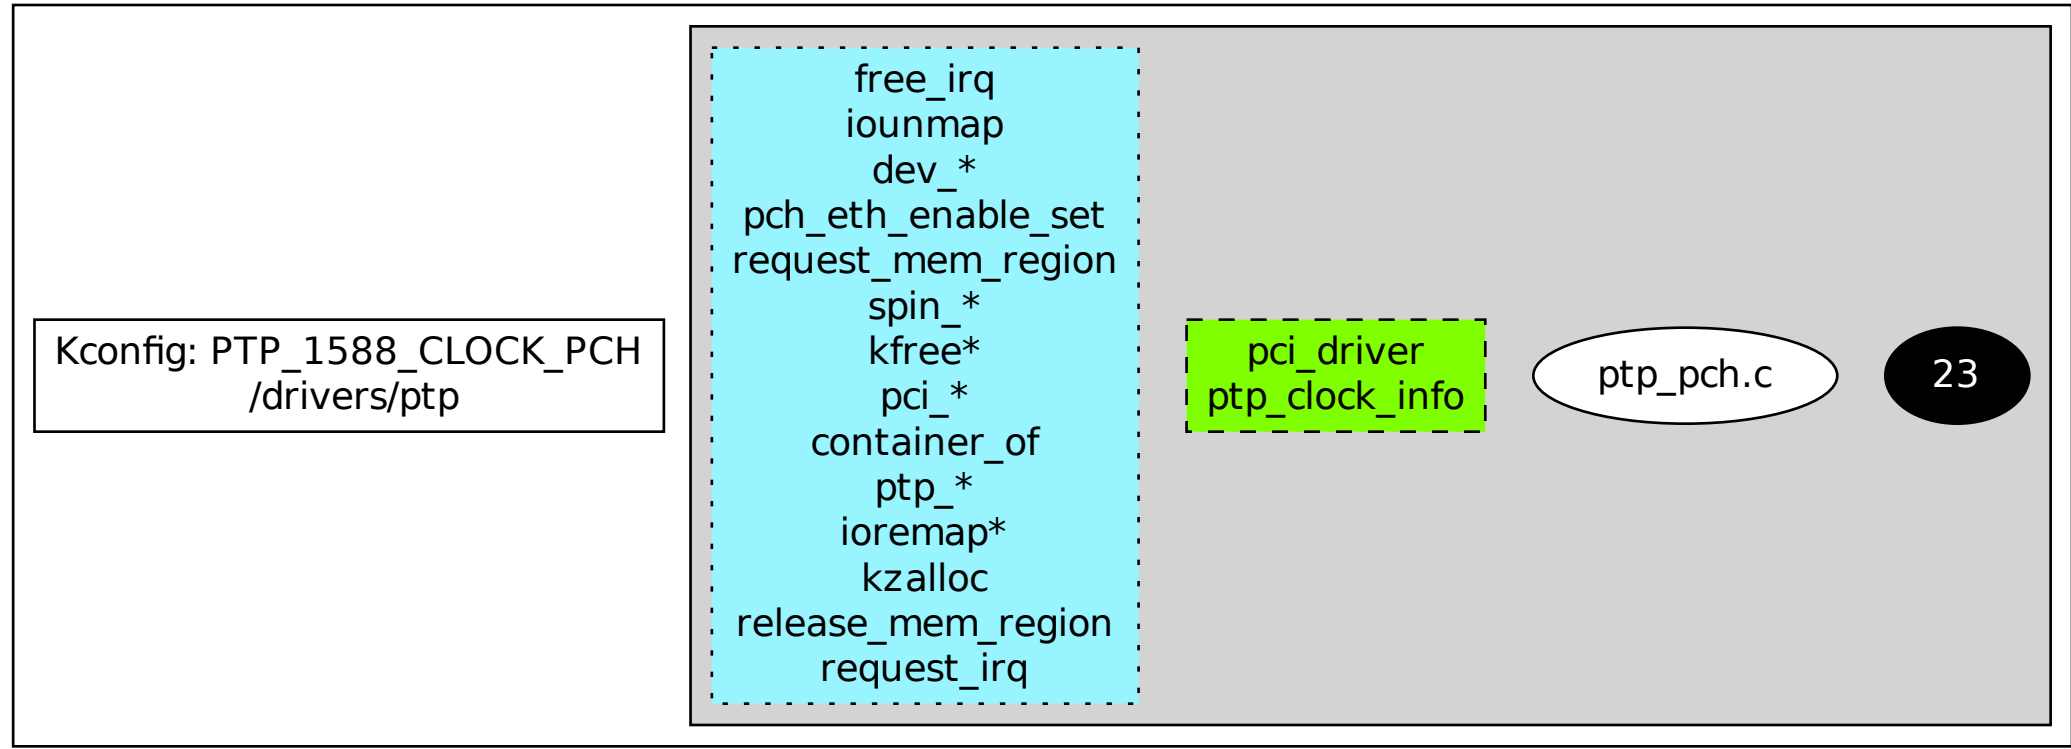 Kconfig: PTP_1588_CLOCK_PCH
/drivers/ptp
free_irq
iounmap
dev_*
pch_eth_enable_set
request_mem_region
spin_*
kfree*
pci_*
container_of
ptp_*
ioremap*
kzalloc
release_mem_region
request_irq
pci_driver
ptp_clock_info
ptp_pch.c
23